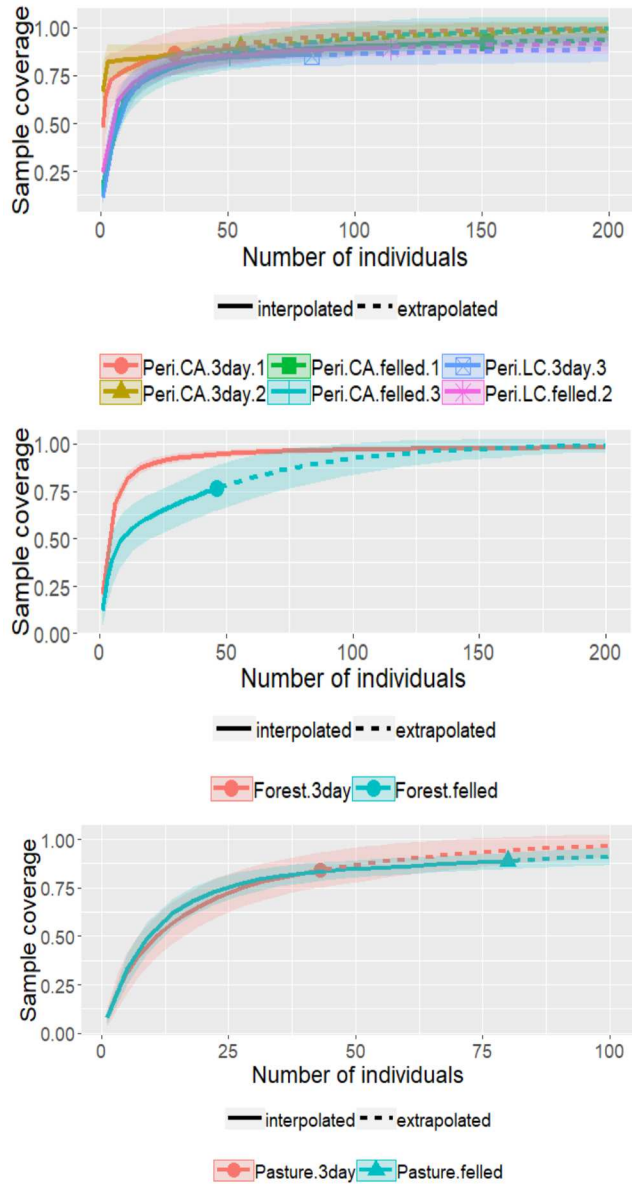 1.00
0.75
0.50
0.25
Sample coverage
0 50 100 150 200
Number of individuals
interpolated extrapolated
Peri.CA.3day.1 Peri.CA.felled.1 Peri.LC.3day.3
Peri.CA.3day.2 Peri.CA.felled.3 Peri.LC.felled.2
1.00
0.75
0.50
0.25
0.00
Sample coverage
0 50 100 150 200
Number of individuals
interpolated extrapolated
Forest.3day Forest.felled
1.00
0.75
0.50
0.25
0.00
Sample coverage
0 25 50 75 100
Number of individuals
interpolated extrapolated
Pasture.3day Pasture.felled